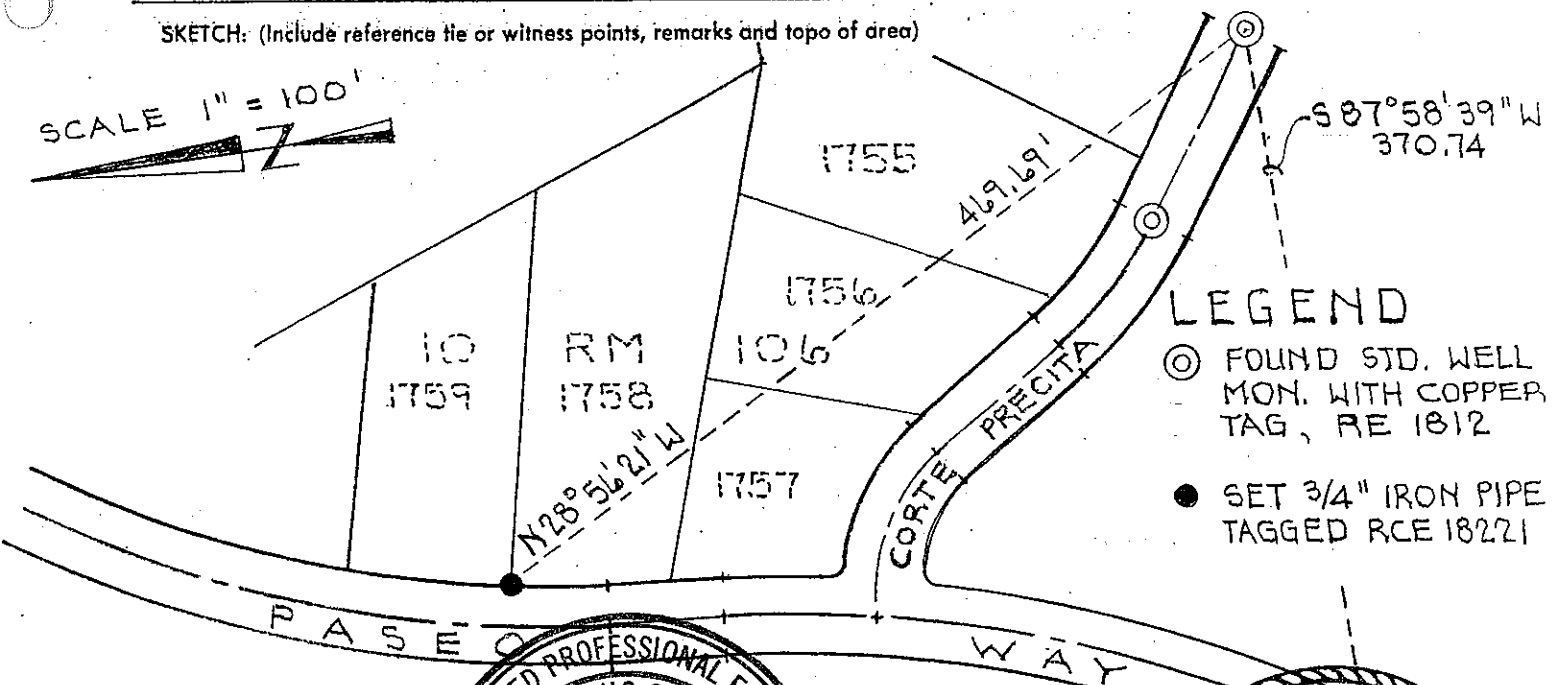 SKETCH: (Include reference tie or witness points, remarks and topo of area)
SCALE 1" = 100'
Z
1755
469.69'
S 87°58'39" W
370.74
1756
10 RM 106
1759
1758
1757
N 28°56'21" W
CORTE PRECITA
LEGEND
FOUND STD. WELL
MON. WITH COPPER
TAG, RE 1812
SET 3/4" IRON PIPE
TAGGED RCE 18221
PASEO WAY
PROFESSIONAL